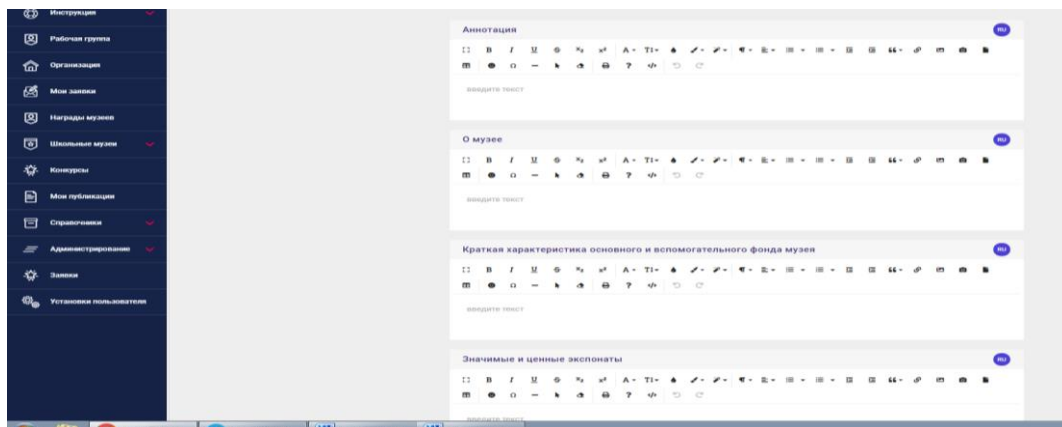 Инструкция
Рабочая группа
Организация
Мои заявки
Награды музеев
Школьные музеи
Конкурсы
Мои публикации
Справочники
Администрирование
Заявки
Установки пользователя
Аннотация RU
введите текст
О музее RU
введите текст
Краткая характеристика основного и вспомогательного фонда музея RU
введите текст
Значимые и ценные экспонаты RU
введите текст